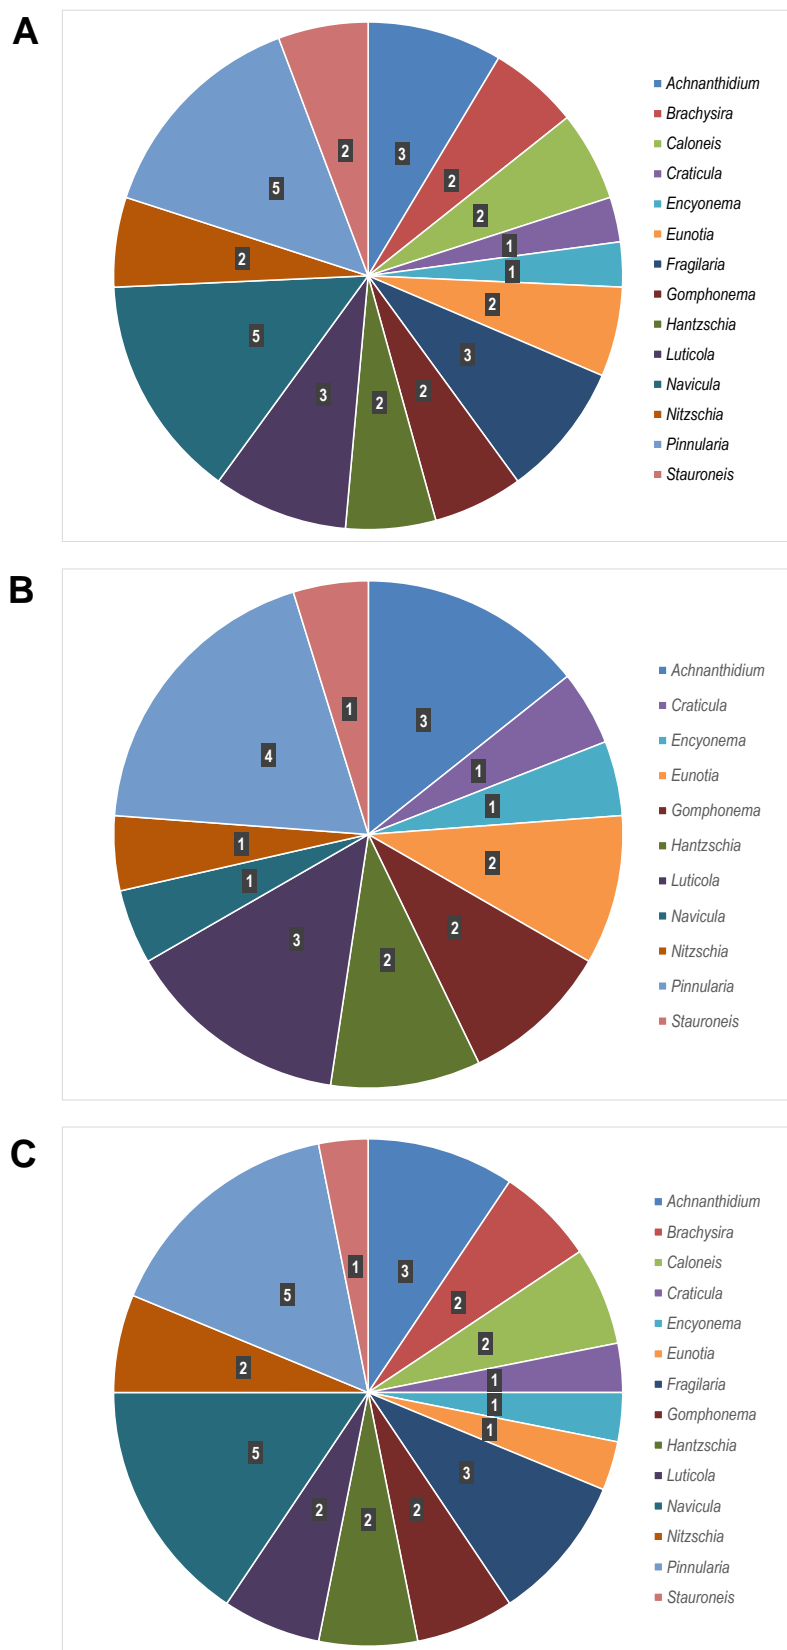 A
Achnanthidium
Brachysira
Caloneis
Craticula
Encyonema
Eunotia
Fragilaria
Gomphonema
Hantzschia
Luticola
Navicula
Nitzschia
Pinnularia
Stauroneis
3
2
2
1
1
2
3
2
2
3
5
2
5
2
B
Achnanthidium
Craticula
Encyonema
Eunotia
Gomphonema
Hantzschia
Luticola
Navicula
Nitzschia
Pinnularia
Stauroneis
3
1
1
2
2
2
3
1
1
4
1
C
Achnanthidium
Brachysira
Caloneis
Craticula
Encyonema
Eunotia
Fragilaria
Gomphonema
Hantzschia
Luticola
Navicula
Nitzschia
Pinnularia
Stauroneis
3
2
2
1
1
1
3
2
2
2
5
2
5
1